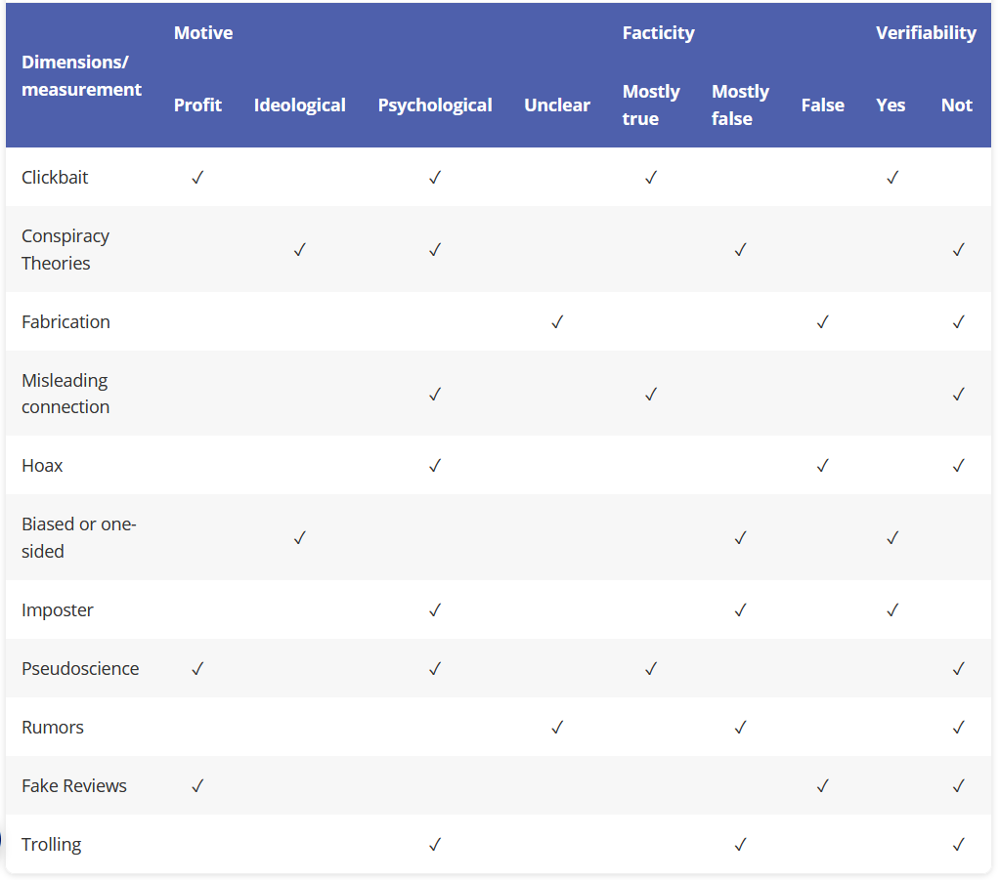 Motive Facticity Verifiability
Dimensions/
measurement
Profit Ideological Psychological Unclear Mostly true Mostly false False Yes Not
Clickbait ✓ ✓ ✓ ✓
Conspiracy
Theories ✓ ✓ ✓ ✓
Fabrication ✓ ✓ ✓
Misleading
connection ✓ ✓ ✓
Hoax ✓ ✓ ✓
Biased or one-
sided ✓ ✓ ✓
Imposter ✓ ✓ ✓
Pseudoscience ✓ ✓ ✓ ✓
Rumors ✓ ✓ ✓
Fake Reviews ✓ ✓ ✓
Trolling ✓ ✓ ✓